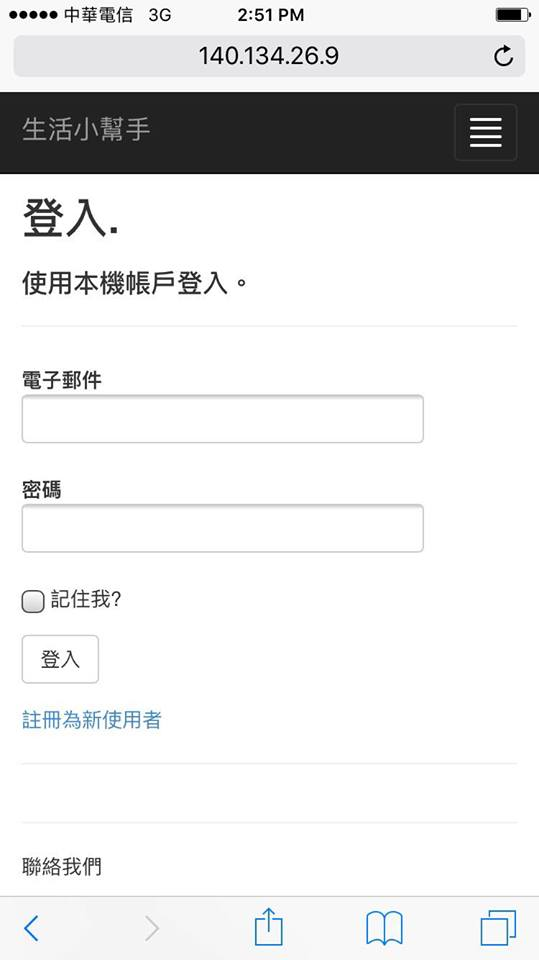 中華電信 3G 2:51 PM
140.134.26.9
生活小幫手
登入.
使用本機帳戶登入。
電子郵件
密碼
記住我?
登入
註冊為新使用者
聯絡我們